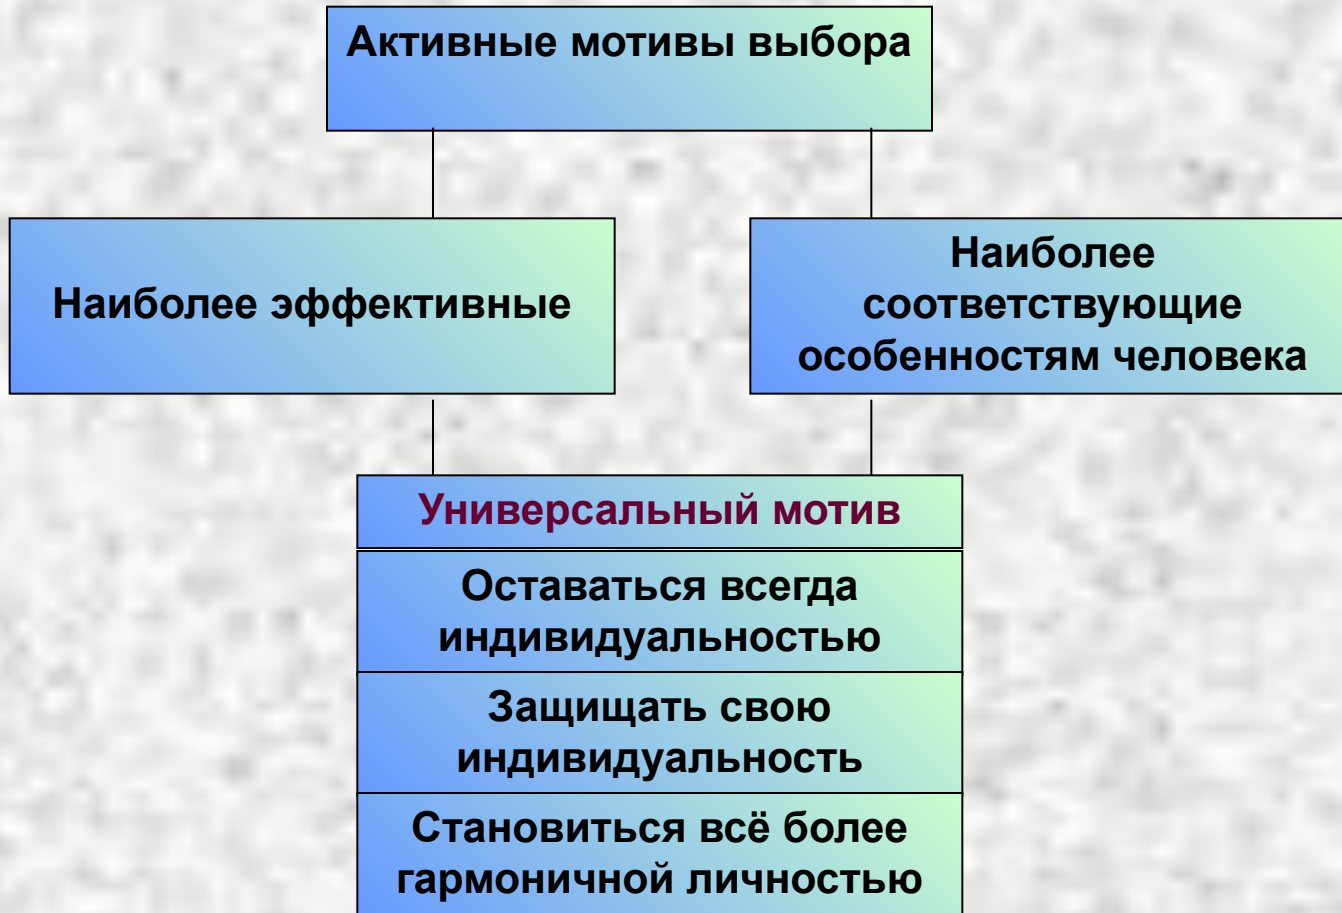 Активные мотивы выбора
Наиболее эффективные
Наиболее
соответствующие
особенностям человека
Универсальный мотив
Оставаться всегда
индивидуальностью
Защищать свою
индивидуальность
Становиться всё более
гармоничной личностью